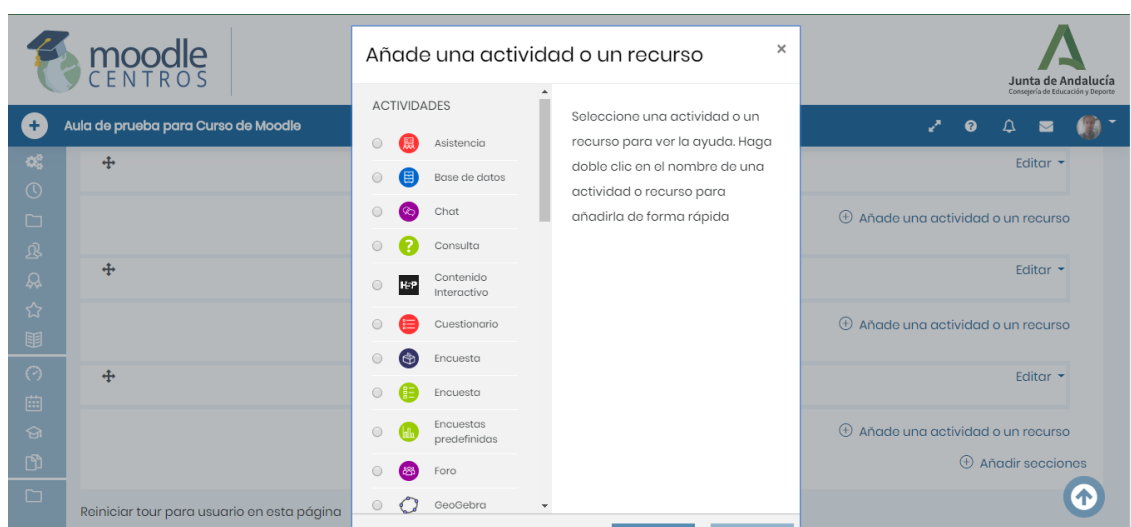 moodle
CENTROS
Junta de Andalucía
Consejería de Educación y Deporte
Aula de prueba para Curso de Moodle
Añade una actividad o un recurso
×
ACTIVIDADES
Asistencia
Base de datos
Chat
Consulta
H5P
Contenido
Interactivo
Cuestionario
Encuesta
Encuesta
Encuestas
predefinidas
Foro
GeoGebra
Seleccione una actividad o un
recurso para ver la ayuda. Haga
doble clic en el nombre de una
actividad o recurso para
añadirla de forma rápida
Editar
Añade una actividad o un recurso
Editar
Añade una actividad o un recurso
Editar
Añade una actividad o un recurso
Añadir secciones
Reiniciar tour para usuario en esta página